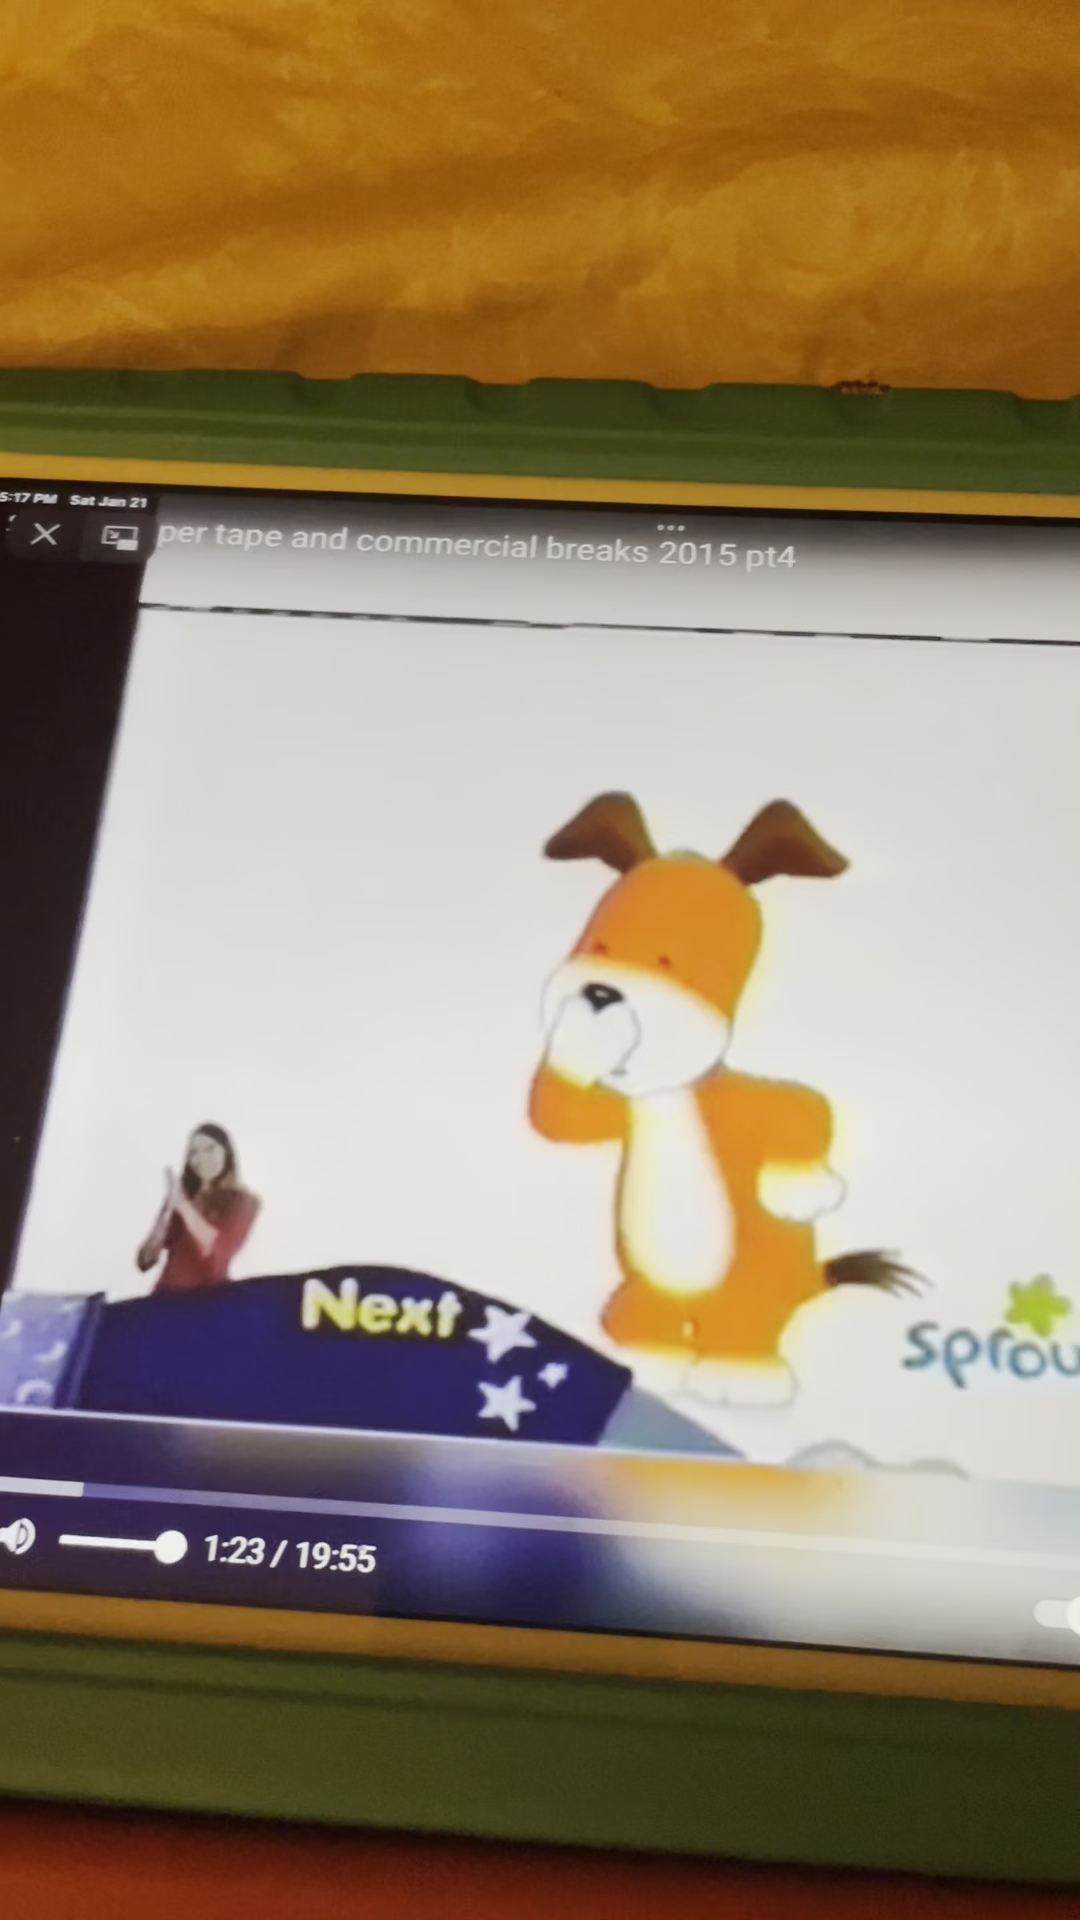 5:17 PM Sat Jan 21
per tape and commercial breaks 2015 pt4
Next
Sprou
1:23 / 19:55